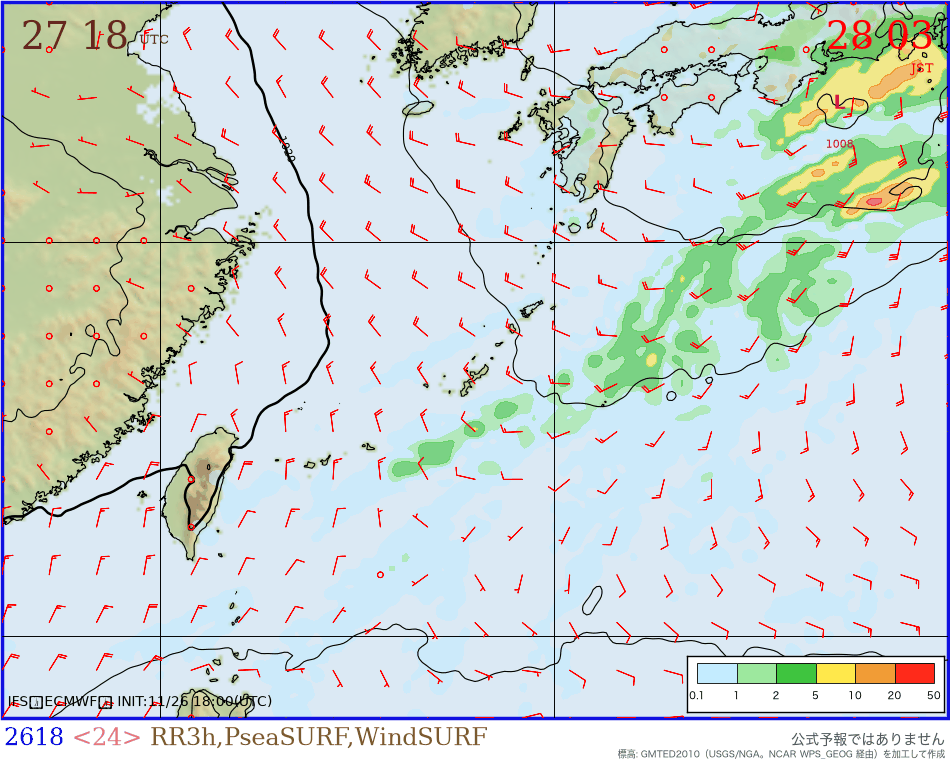 27 18 UTC
28 03
JST
L
1008
1020
IFS ECMWF INIT:11/26 18:00(UTC)
0.1 1 2 5 10 20 50
2618 <24> RR3h,PseaSURF,WindSURF
公式予報ではありません
標高: GMTED2010（USGS/NGA。NCAR WPS_GEOG 経由）を加工して作成